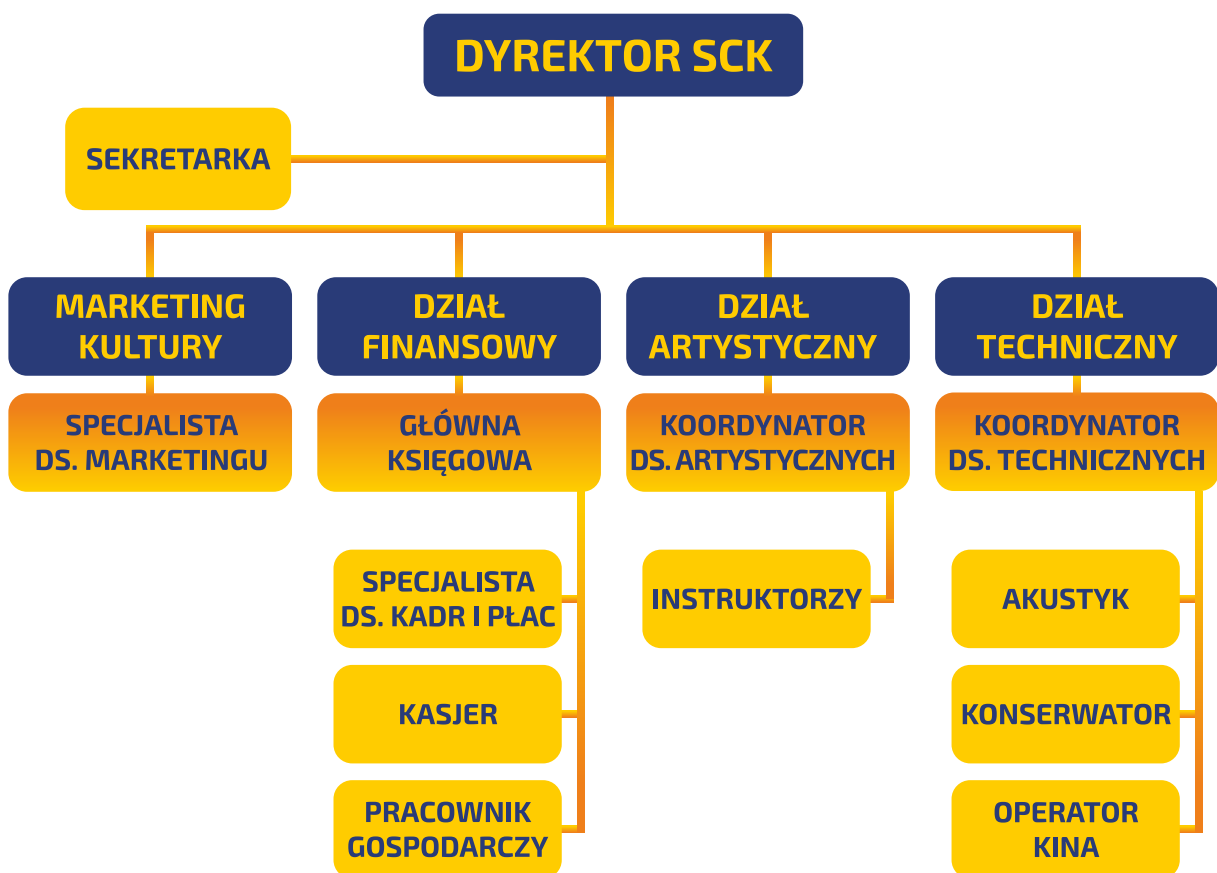 DYREKTOR SCK
SEKRETARKA
MARKETING
KULTURY
DZIAŁ
FINANSOWY
DZIAŁ
ARTYSTYCZNY
DZIAŁ
TECHNICZNY
SPECJALISTA
DS. MARKETINGU
GŁÓWNA
KSIĘGOWA
KOORDYNATOR
DS. ARTYSTYCZNYCH
KOORDYNATOR
DS. TECHNICZNYCH
SPECJALISTA
DS. KADR I PŁAC
INSTRUKTORZY
AKUSTYK
KASJER
KONSERWATOR
PRACOWNIK
GOSPODARCZY
OPERATOR
KINA